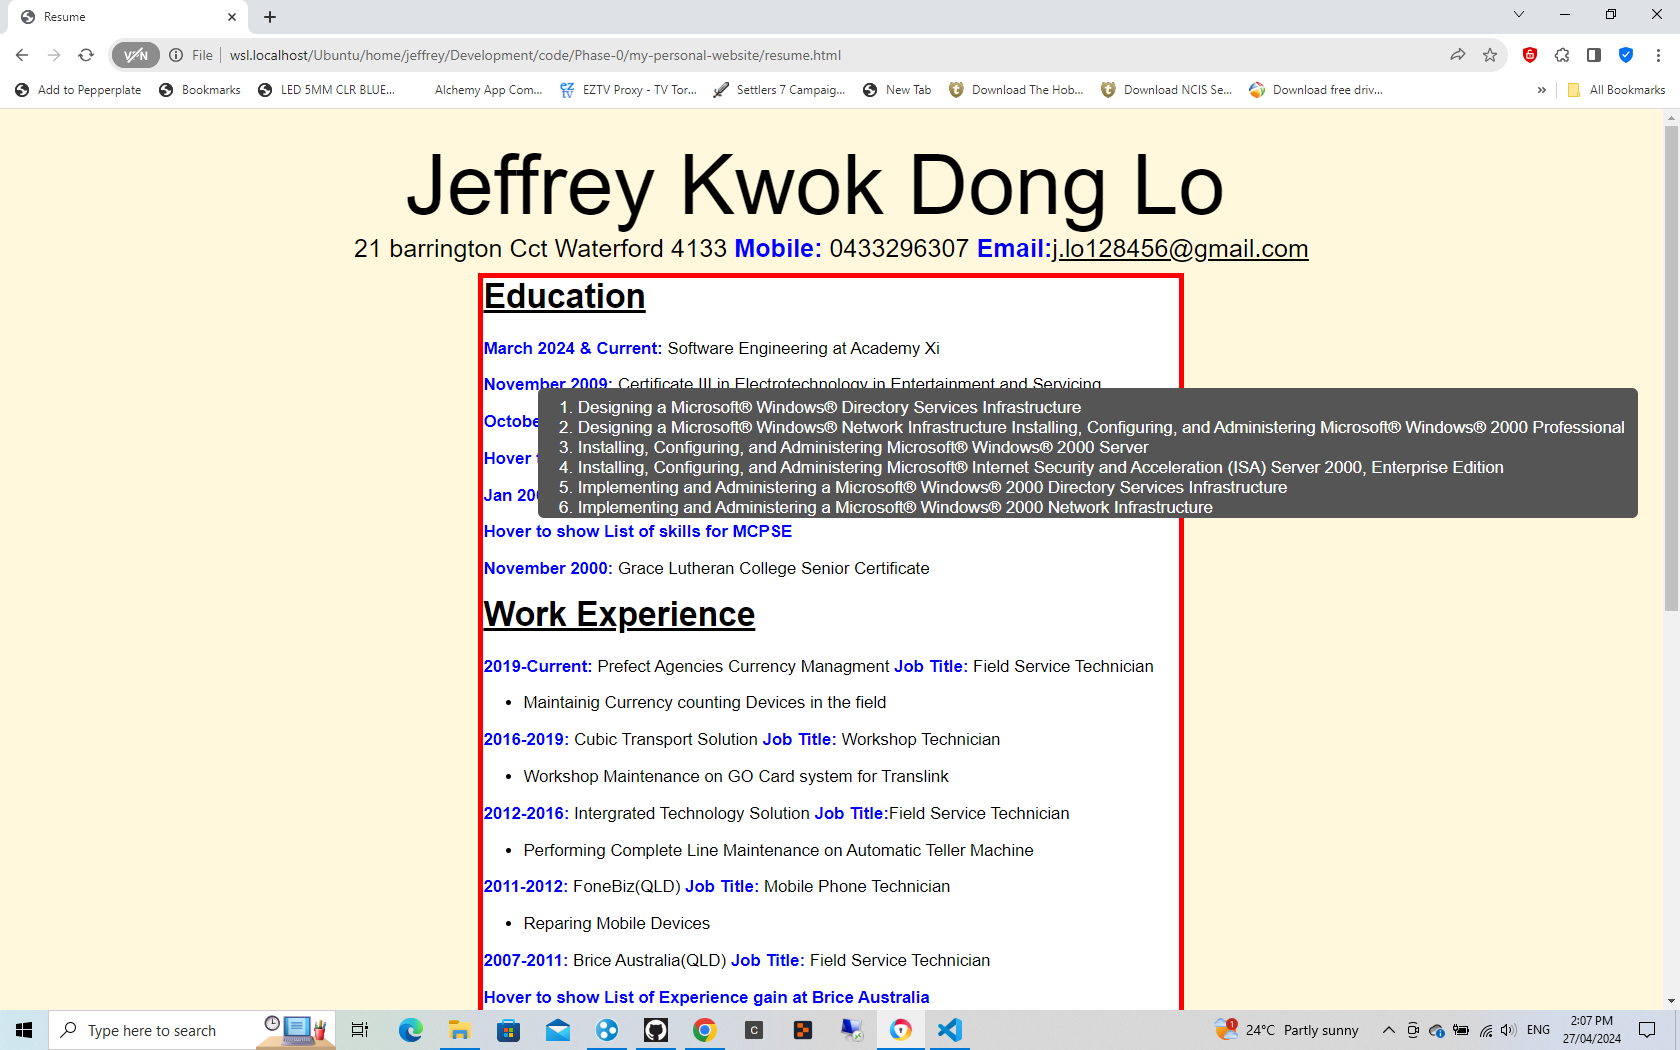 Resume
File
wsl.localhost/Ubuntu/home/jeffrey/Development/code/Phase-0/my-personal-website/resume.html
Add to Pepperplate Bookmarks LED 5MM CLR BLUE... Alchemy App Com... EZTV Proxy - TV Tor... Settlers 7 Campaig... New Tab Download The Hob... Download NCIS Se... Download free driv... » All Bookmarks
Jeffrey Kwok Dong Lo
21 barrington Cct Waterford 4133 Mobile: 0433296307 Email:j.lo128456@gmail.com
Education
March 2024 & Current: Software Engineering at Academy Xi
November 2009: Certificate III in Electrotechnology in Entertainment and Servicing
Octobe
Hover
Jan 20
1. Designing a Microsoft® Windows® Directory Services Infrastructure
2. Designing a Microsoft® Windows® Network Infrastructure Installing, Configuring, and Administering Microsoft® Windows® 2000 Professional
3. Installing, Configuring, and Administering Microsoft® Windows® 2000 Server
4. Installing, Configuring, and Administering Microsoft® Internet Security and Acceleration (ISA) Server 2000, Enterprise Edition
5. Implementing and Administering a Microsoft® Windows® 2000 Directory Services Infrastructure
6. Implementing and Administering a Microsoft® Windows® 2000 Network Infrastructure
Hover to show List of skills for MCPSE
November 2000: Grace Lutheran College Senior Certificate
Work Experience
2019-Current: Prefect Agencies Currency Managment Job Title: Field Service Technician
• Maintainig Currency counting Devices in the field
2016-2019: Cubic Transport Solution Job Title: Workshop Technician
• Workshop Maintenance on GO Card system for Translink
2012-2016: Intergrated Technology Solution Job Title:Field Service Technician
• Performing Complete Line Maintenance on Automatic Teller Machine
2011-2012: FoneBiz(QLD) Job Title: Mobile Phone Technician
• Reparing Mobile Devices
2007-2011: Brice Australia(QLD) Job Title: Field Service Technician
Hover to show List of Experience gain at Brice Australia
Type here to search
24°C Partly sunny
ENG
2:07 PM
27/04/2024